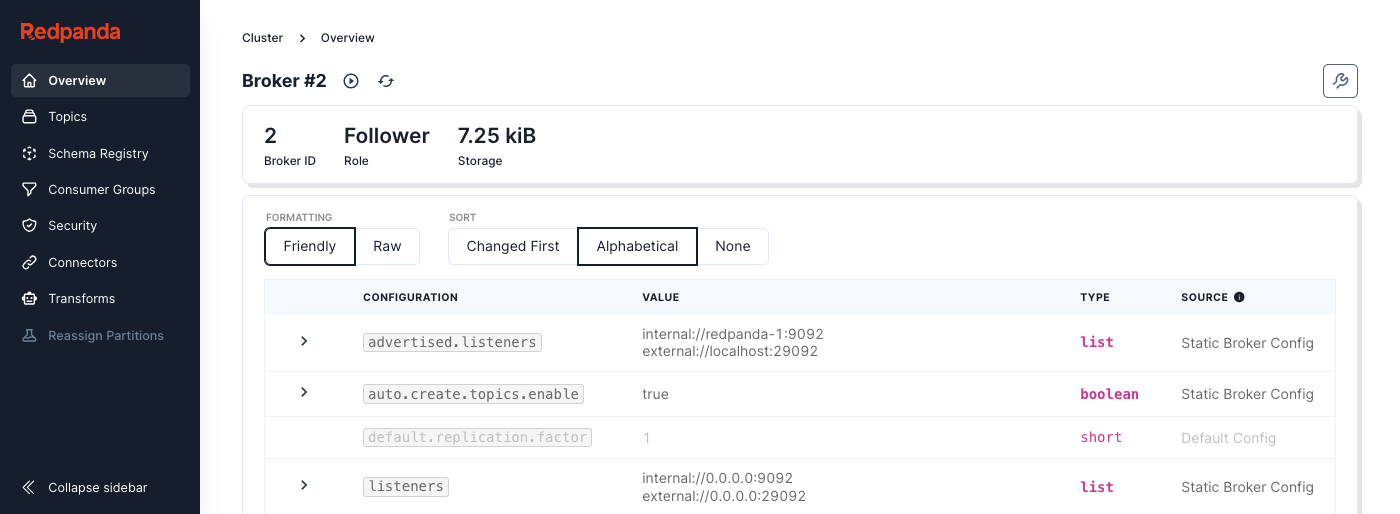 Redpanda
Overview
Topics
Schema Registry
Consumer Groups
Security
Connectors
Transforms
Reassign Partitions
Collapse sidebar
Cluster > Overview
Broker #2
2 Follower 7.25 kiB
Broker ID Role Storage
FORMATTING SORT
Friendly Raw Changed First Alphabetical None
CONFIGURATION VALUE TYPE SOURCE
advertised.listeners internal://redpanda-1:9092 list Static Broker Config
external://localhost:29092
auto.create.topics.enable true boolean Static Broker Config
default.replication.factor 1 short Default Config
listeners internal://0.0.0.0:9092 list Static Broker Config
external://0.0.0.0:29092